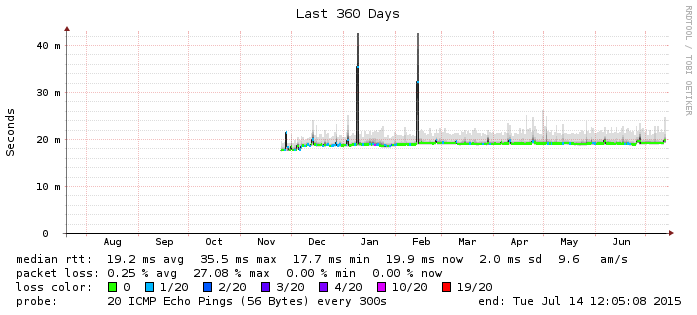 Last 360 Days
RRDTOOL / TOBI OETIKER
Seconds
40 m
30 m
20 m
10 m
0
Aug Sep Oct Nov Dec Jan Feb Mar Apr May Jun
median rtt: 19.2 ms avg 35.5 ms max 17.7 ms min 19.9 ms now 2.0 ms sd 9.6 am/s
packet loss: 0.25 % avg 27.08 % max 0.00 % min 0.00 % now
loss color: 0 1/20 2/20 3/20 4/20 10/20 19/20
probe: 20 ICMP Echo Pings (56 Bytes) every 300s end: Tue Jul 14 12:05:08 2015